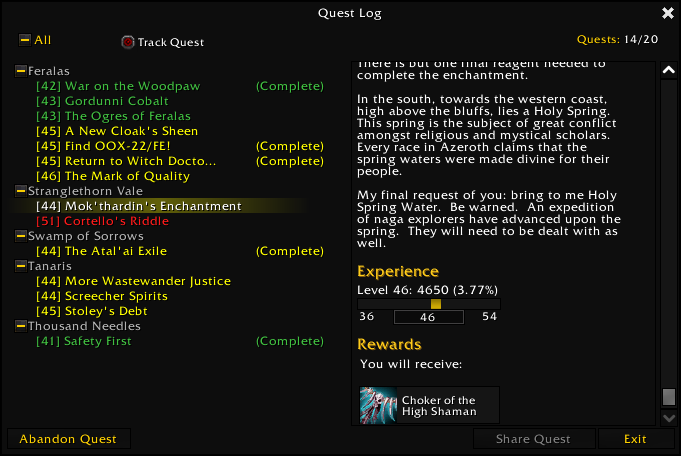 Quest Log
All
Track Quest
Quests: 14/20
Feralas
[42] War on the Woodpaw (Complete)
[43] Gordunni Cobalt
[43] The Ogres of Feralas
[45] A New Cloak's Sheen
[45] Find OOX-22/FE! (Complete)
[45] Return to Witch Docto... (Complete)
[46] The Mark of Quality
Stranglethorn Vale
[44] Mok'thardin's Enchantment
[51] Cortello's Riddle
Swamp of Sorrows
[44] The Atal'ai Exile (Complete)
Tanaris
[44] More Wastewander Justice
[44] Screecher Spirits
[45] Stoley's Debt
Thousand Needles
[41] Safety First (Complete)
There is but one final reagent needed to
complete the enchantment.
In the south, towards the western coast,
high above the bluffs, lies a Holy Spring.
This spring is the subject of great conflict
amongst religious and mystical scholars.
Every race in Azeroth claims that the
spring waters were made divine for their
people.
My final request of you: bring to me Holy
Spring Water. Be warned. An expedition
of naga explorers have advanced upon the
spring. They will need to be dealt with as
well.
Experience
Level 46: 4650 (3.77%)
36 46 54
Rewards
You will receive:
Choker of the
High Shaman
Abandon Quest
Share Quest
Exit